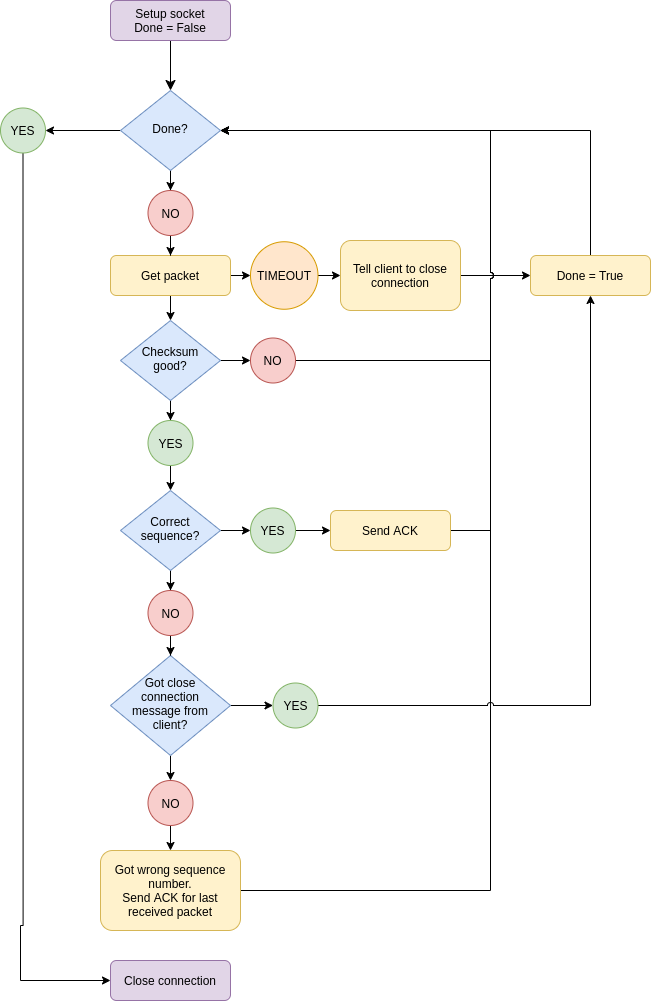 Setup socket
Done = False
Done?
YES
NO
Get packet
TIMEOUT
Tell client to close
connection
Done = True
Checksum
good?
NO
YES
Correct
sequence?
YES
Send ACK
NO
Got close
connection
message from
client?
YES
NO
Got wrong sequence
number.
Send ACK for last
received packet
Close connection